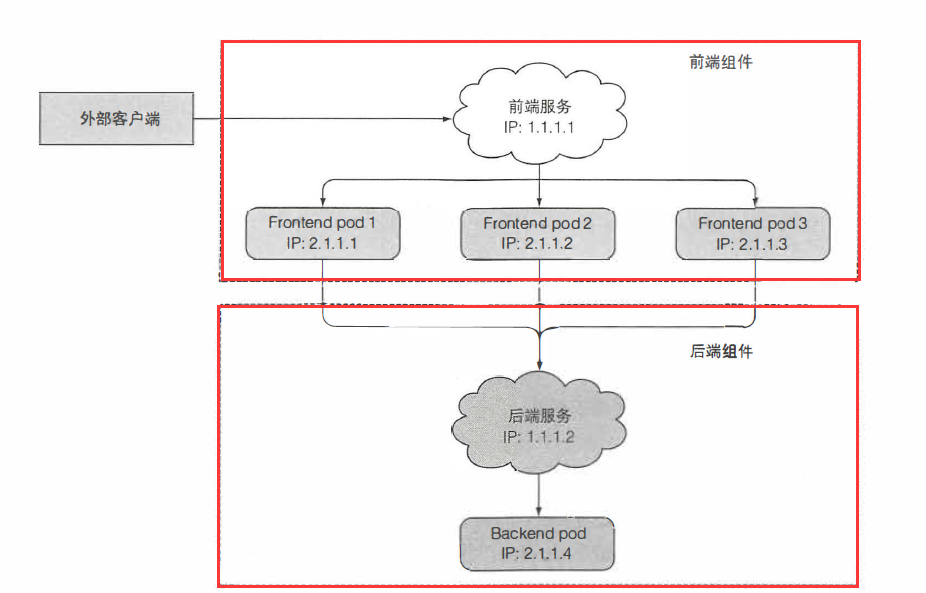 前端组件
外部客户端
前端服务
IP: 1.1.1.1
Frontend pod 1
IP: 2.1.1.1
Frontend pod 2
IP: 2.1.1.2
Frontend pod 3
IP: 2.1.1.3
后端组件
后端服务
IP: 1.1.1.2
Backend pod
IP: 2.1.1.4